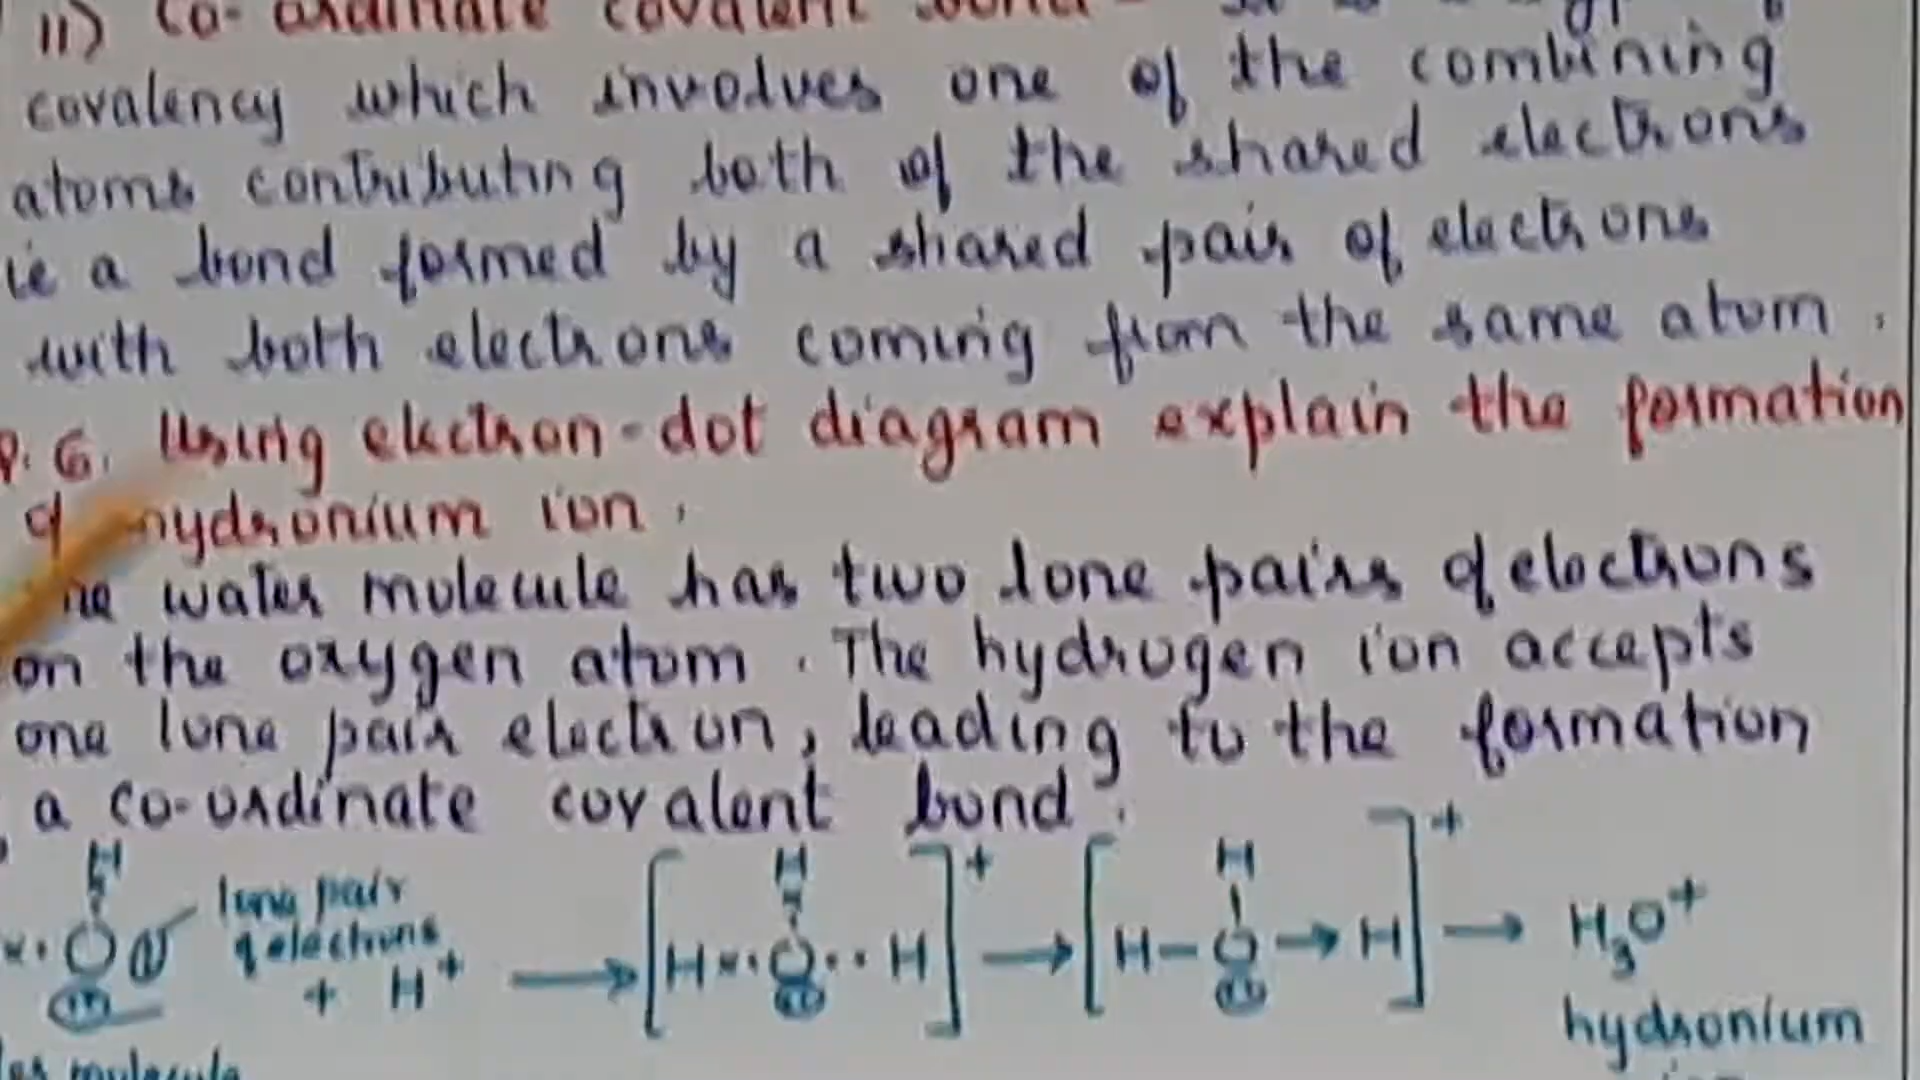 ii) Co-ordinate covalent bond
covalency which involves one of the combining
atoms contributing both of the shared electrons
ie a bond formed by a shared pair of electrons
with both electrons coming from the same atom.
6. Using electron-dot diagram explain the formation
of hydronium ion.
water molecule has two lone pairs of electrons
on the oxygen atom. The hydrogen ion accepts
one lone pair electron, leading to the formation
a co-ordinate covalent bond.
H lone pair of electrons
O + H+ → [H O H]+ → [H-O→H]+ → H3O+
H H
hydronium
molecule